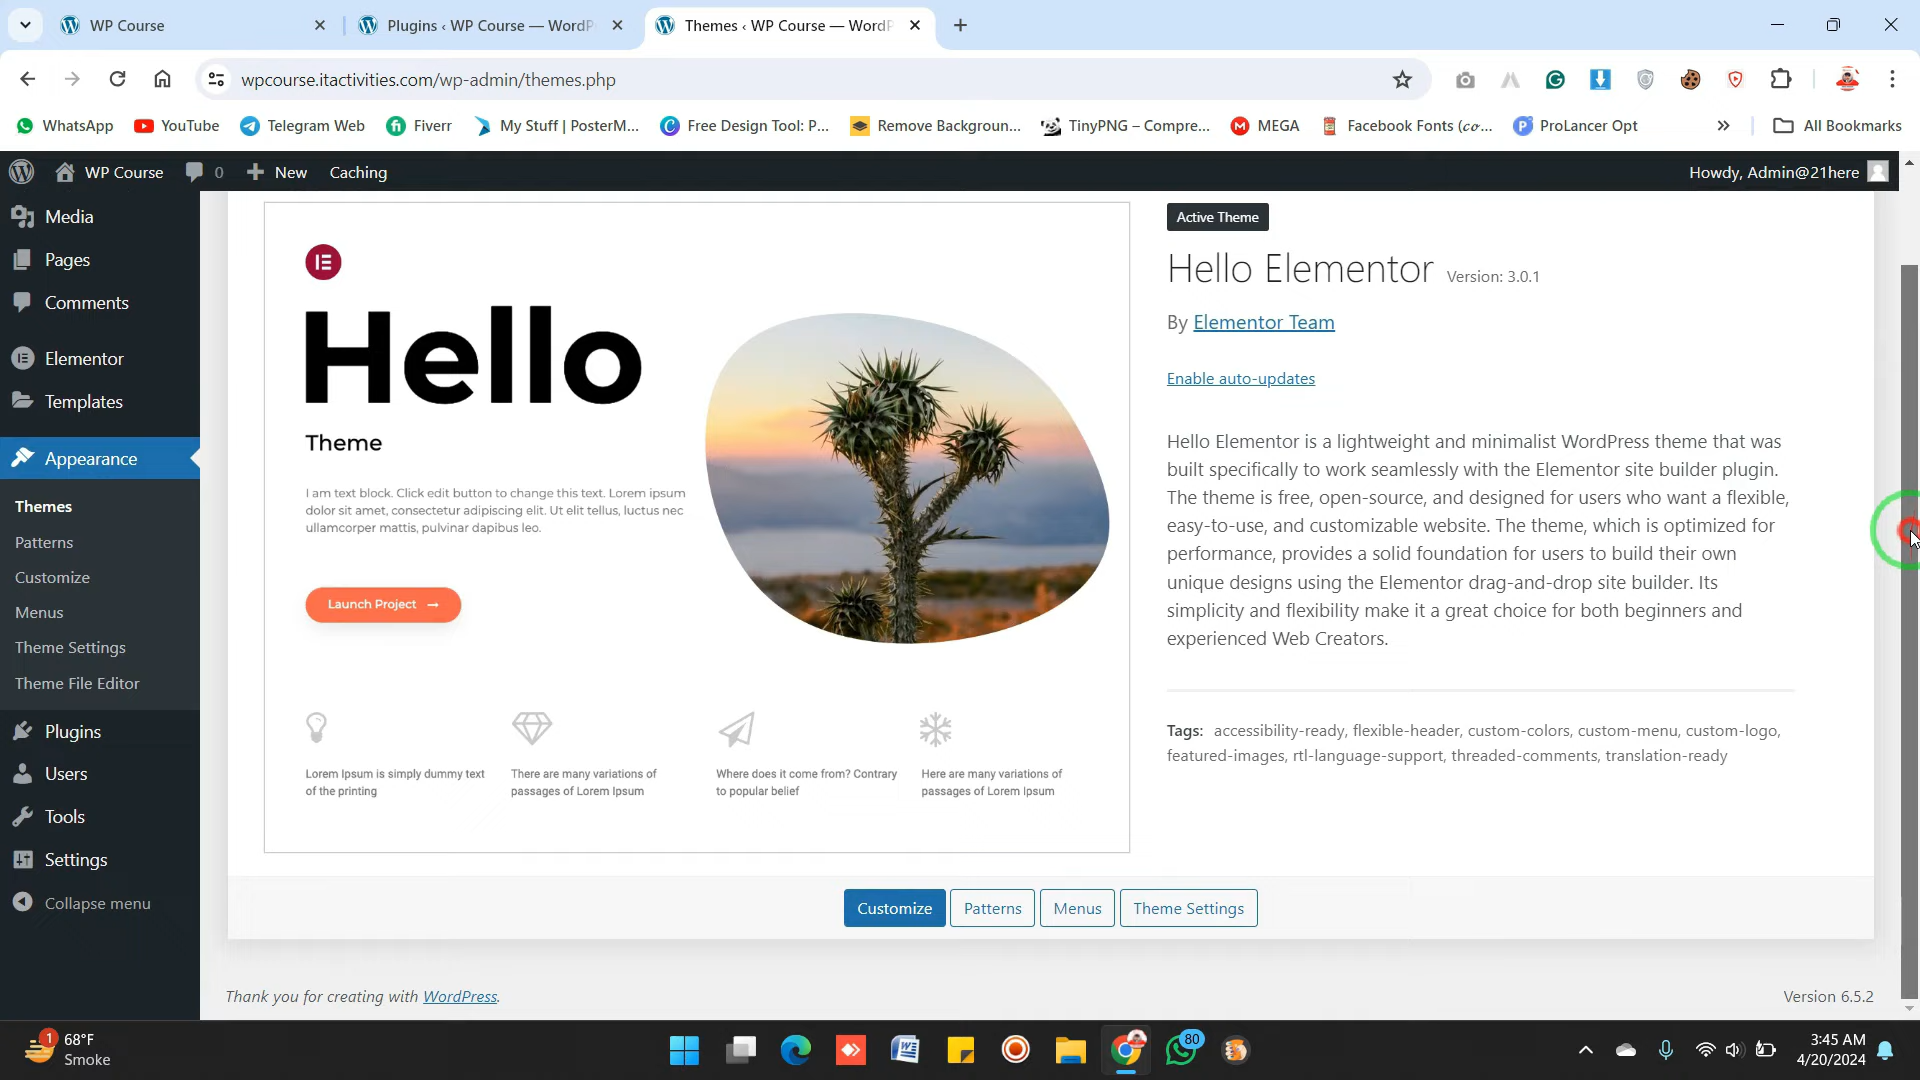 WP Course
Plugins ‹ WP Course — WordP
Themes ‹ WP Course — WordP
wpcourse.itactivities.com/wp-admin/themes.php
WhatsApp
YouTube
Telegram Web
Fiverr
My Stuff | PosterM...
Free Design Tool: P...
Remove Backgroun...
TinyPNG – Compre...
MEGA
Facebook Fonts (𝒸ℴ...
ProLancer Opt
»
All Bookmarks
WP Course
0
New
Caching
Howdy, Admin@21here
Media
Pages
Comments
Elementor
Templates
Appearance
Themes
Patterns
Customize
Menus
Theme Settings
Theme File Editor
Plugins
Users
Tools
Settings
Collapse menu
Hello
Theme
I am text block. Click edit button to change this text. Lorem ipsum
dolor sit amet, consectetur adipiscing elit. Ut elit tellus, luctus nec
ullamcorper mattis, pulvinar dapibus leo.
Launch Project →
Lorem Ipsum is simply dummy text
of the printing
There are many variations of
passages of Lorem Ipsum
Where does it come from? Contrary
to popular belief
Here are many variations of
passages of Lorem Ipsum
Active Theme
Hello Elementor Version: 3.0.1
By Elementor Team
Enable auto-updates
Hello Elementor is a lightweight and minimalist WordPress theme that was
built specifically to work seamlessly with the Elementor site builder plugin.
The theme is free, open-source, and designed for users who want a flexible,
easy-to-use, and customizable website. The theme, which is optimized for
performance, provides a solid foundation for users to build their own
unique designs using the Elementor drag-and-drop site builder. Its
simplicity and flexibility make it a great choice for both beginners and
experienced Web Creators.
Tags: accessibility-ready, flexible-header, custom-colors, custom-menu, custom-logo,
featured-images, rtl-language-support, threaded-comments, translation-ready
Customize
Patterns
Menus
Theme Settings
Thank you for creating with WordPress.
Version 6.5.2
1
68°F
Smoke
80
3:45 AM
4/20/2024